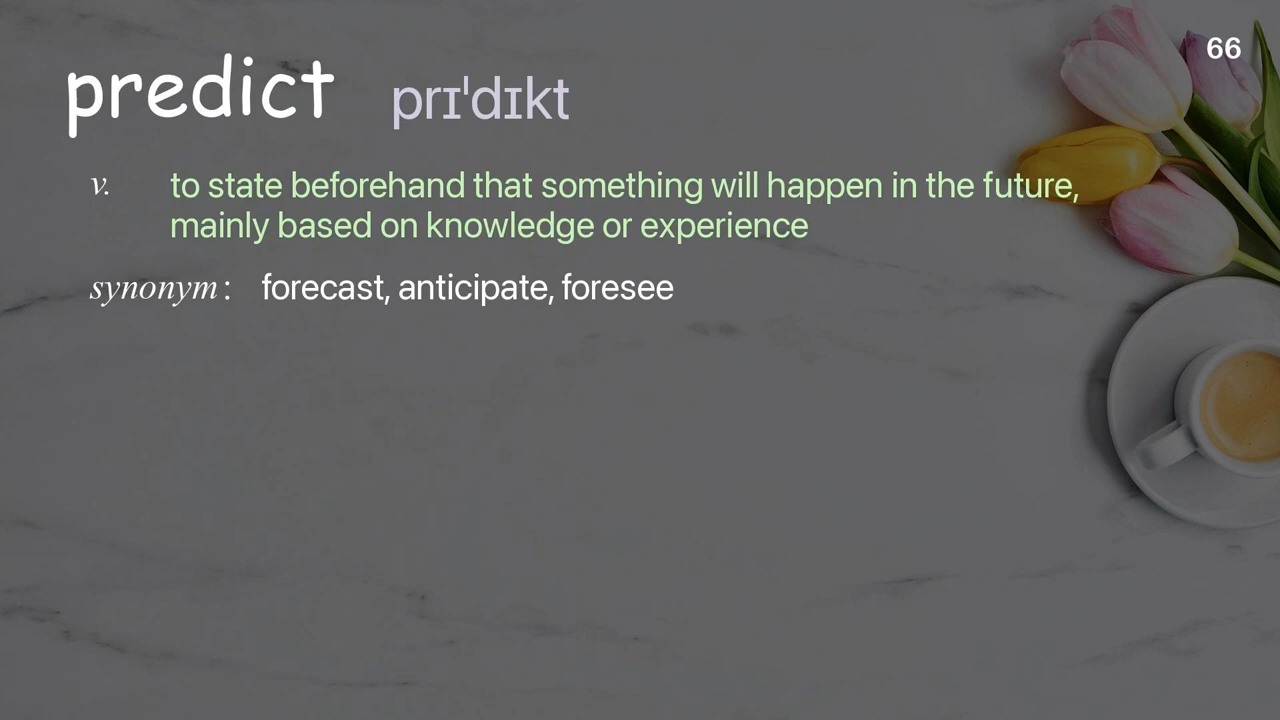 66
predict prɪˈdɪkt
v. to state beforehand that something will happen in the future,
mainly based on knowledge or experience
synonym: forecast, anticipate, foresee